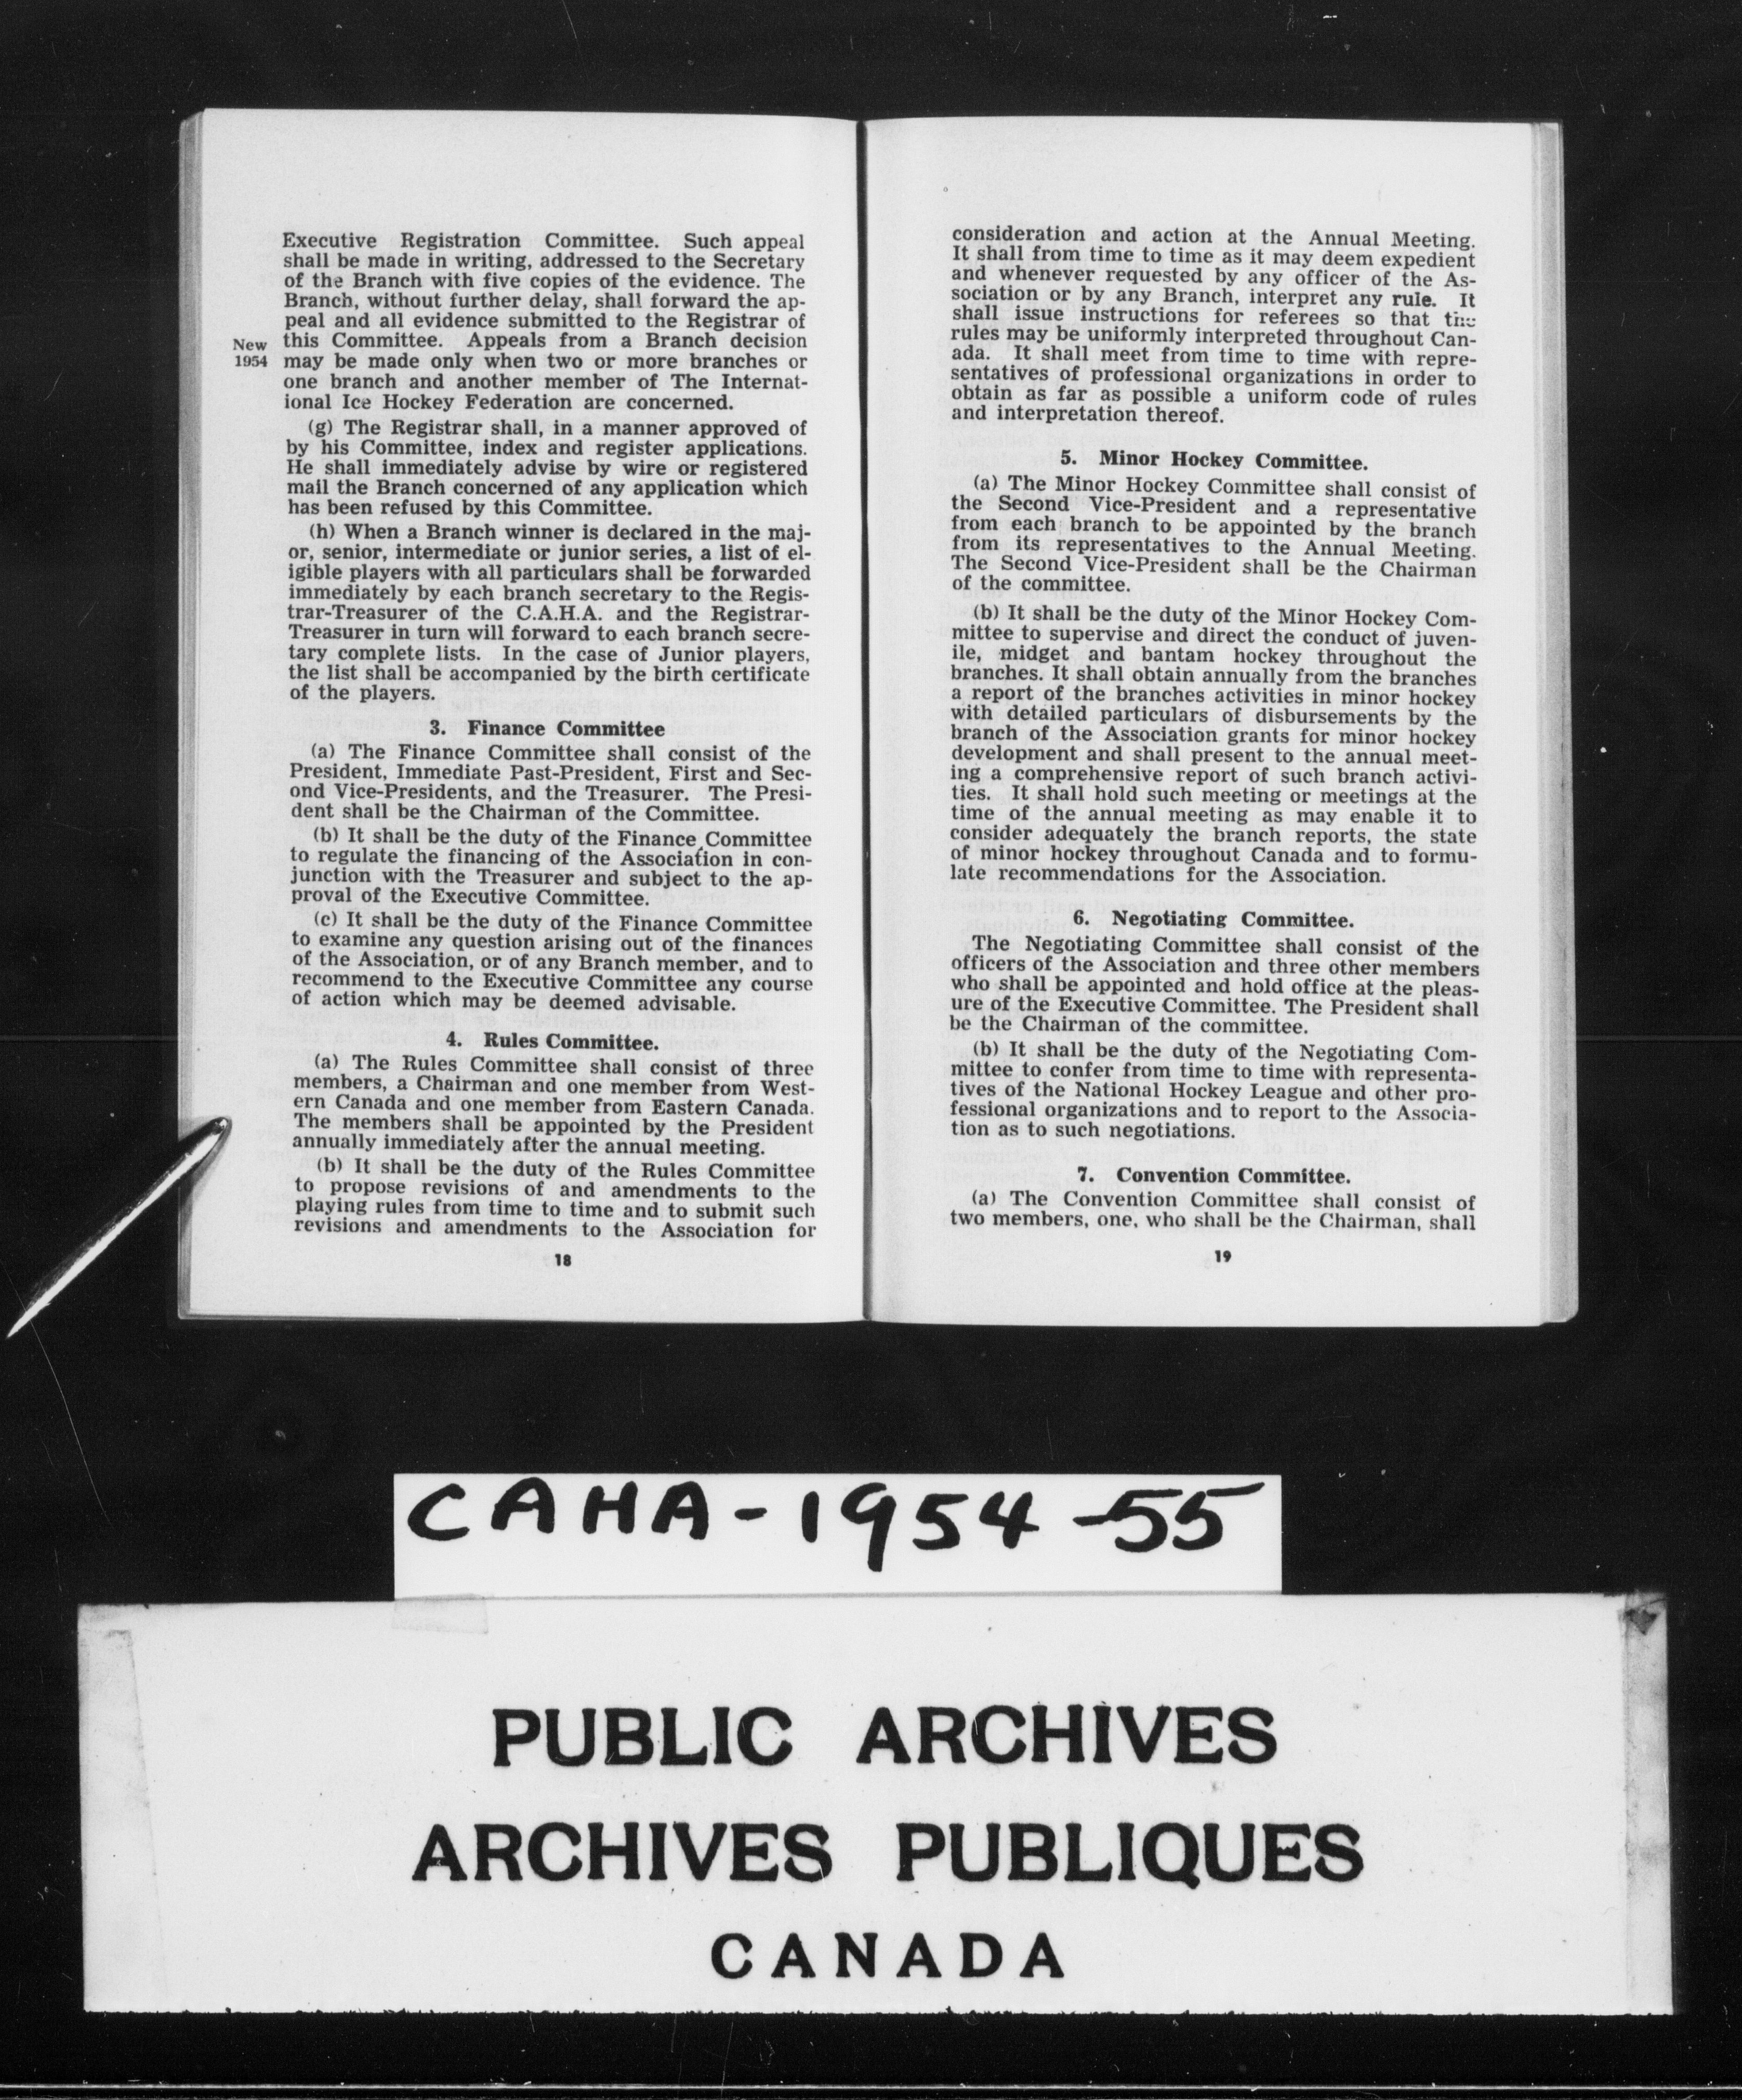 Executive Registration Committee. Such appeal
shall be made in writing, addressed to the Secretary
of the Branch with five copies of the evidence. The
Branch, without further delay, shall forward the ap-
peal and all evidence submitted to the Registrar of
New this Committee. Appeals from a Branch decision
1954 may be made only when two or more branches or
one branch and another member of The Internat-
ional Ice Hockey Federation are concerned.
(g) The Registrar shall, in a manner approved of
by his Committee, index and register applications.
He shall immediately advise by wire or registered
mail the Branch concerned of any application which
has been refused by this Committee.
(h) When a Branch winner is declared in the maj-
or, senior, intermediate or junior series, a list of el-
igible players with all particulars shall be forwarded
immediately by each branch secretary to the Regis-
trar-Treasurer of the C.A.H.A. and the Registrar-
Treasurer in turn will forward to each branch secre-
tary complete lists. In the case of Junior players,
the list shall be accompanied by the birth certificate
of the players.
3. Finance Committee
(a) The Finance Committee shall consist of the
President, Immediate Past-President, First and Sec-
ond Vice-Presidents, and the Treasurer. The Presi-
dent shall be the Chairman of the Committee.
(b) It shall be the duty of the Finance Committee
to regulate the financing of the Association in con-
junction with the Treasurer and subject to the ap-
proval of the Executive Committee.
(c) It shall be the duty of the Finance Committee
to examine any question arising out of the finances
of the Association, or of any Branch member, and to
recommend to the Executive Committee any course
of action which may be deemed advisable.
4. Rules Committee.
(a) The Rules Committee shall consist of three
members, a Chairman and one member from West-
ern Canada and one member from Eastern Canada.
The members shall be appointed by the President
annually immediately after the annual meeting.
(b) It shall be the duty of the Rules Committee
to propose revisions of and amendments to the
playing rules from time to time and to submit such
revisions and amendments to the Association for
18
consideration and action at the Annual Meeting.
It shall from time to time as it may deem expedient
and whenever requested by any officer of the As-
sociation or by any Branch, interpret any rule. It
shall issue instructions for referees so that the
rules may be uniformly interpreted throughout Can-
ada. It shall meet from time to time with repre-
sentatives of professional organizations in order to
obtain as far as possible a uniform code of rules
and interpretation thereof.
5. Minor Hockey Committee.
(a) The Minor Hockey Committee shall consist of
the Second Vice-President and a representative
from each branch to be appointed by the branch
from its representatives to the Annual Meeting.
The Second Vice-President shall be the Chairman
of the committee.
(b) It shall be the duty of the Minor Hockey Com-
mittee to supervise and direct the conduct of juven-
ile, midget and bantam hockey throughout the
branches. It shall obtain annually from the branches
a report of the branches activities in minor hockey
with detailed particulars of disbursements by the
branch of the Association grants for minor hockey
development and shall present to the annual meet-
ing a comprehensive report of such branch activi-
ties. It shall hold such meeting or meetings at the
time of the annual meeting as may enable it to
consider adequately the branch reports, the state
of minor hockey throughout Canada and to formu-
late recommendations for the Association.
6. Negotiating Committee.
The Negotiating Committee shall consist of the
officers of the Association and three other members
who shall be appointed and hold office at the pleas-
ure of the Executive Committee. The President shall
be the Chairman of the committee.
(b) It shall be the duty of the Negotiating Com-
mittee to confer from time to time with representa-
tives of the National Hockey League and other pro-
fessional organizations and to report to the Associa-
tion as to such negotiations.
7. Convention Committee.
(a) The Convention Committee shall consist of
two members, one, who shall be the Chairman, shall
19
CAHA-1954-55
PUBLIC ARCHIVES
ARCHIVES PUBLIQUES
CANADA